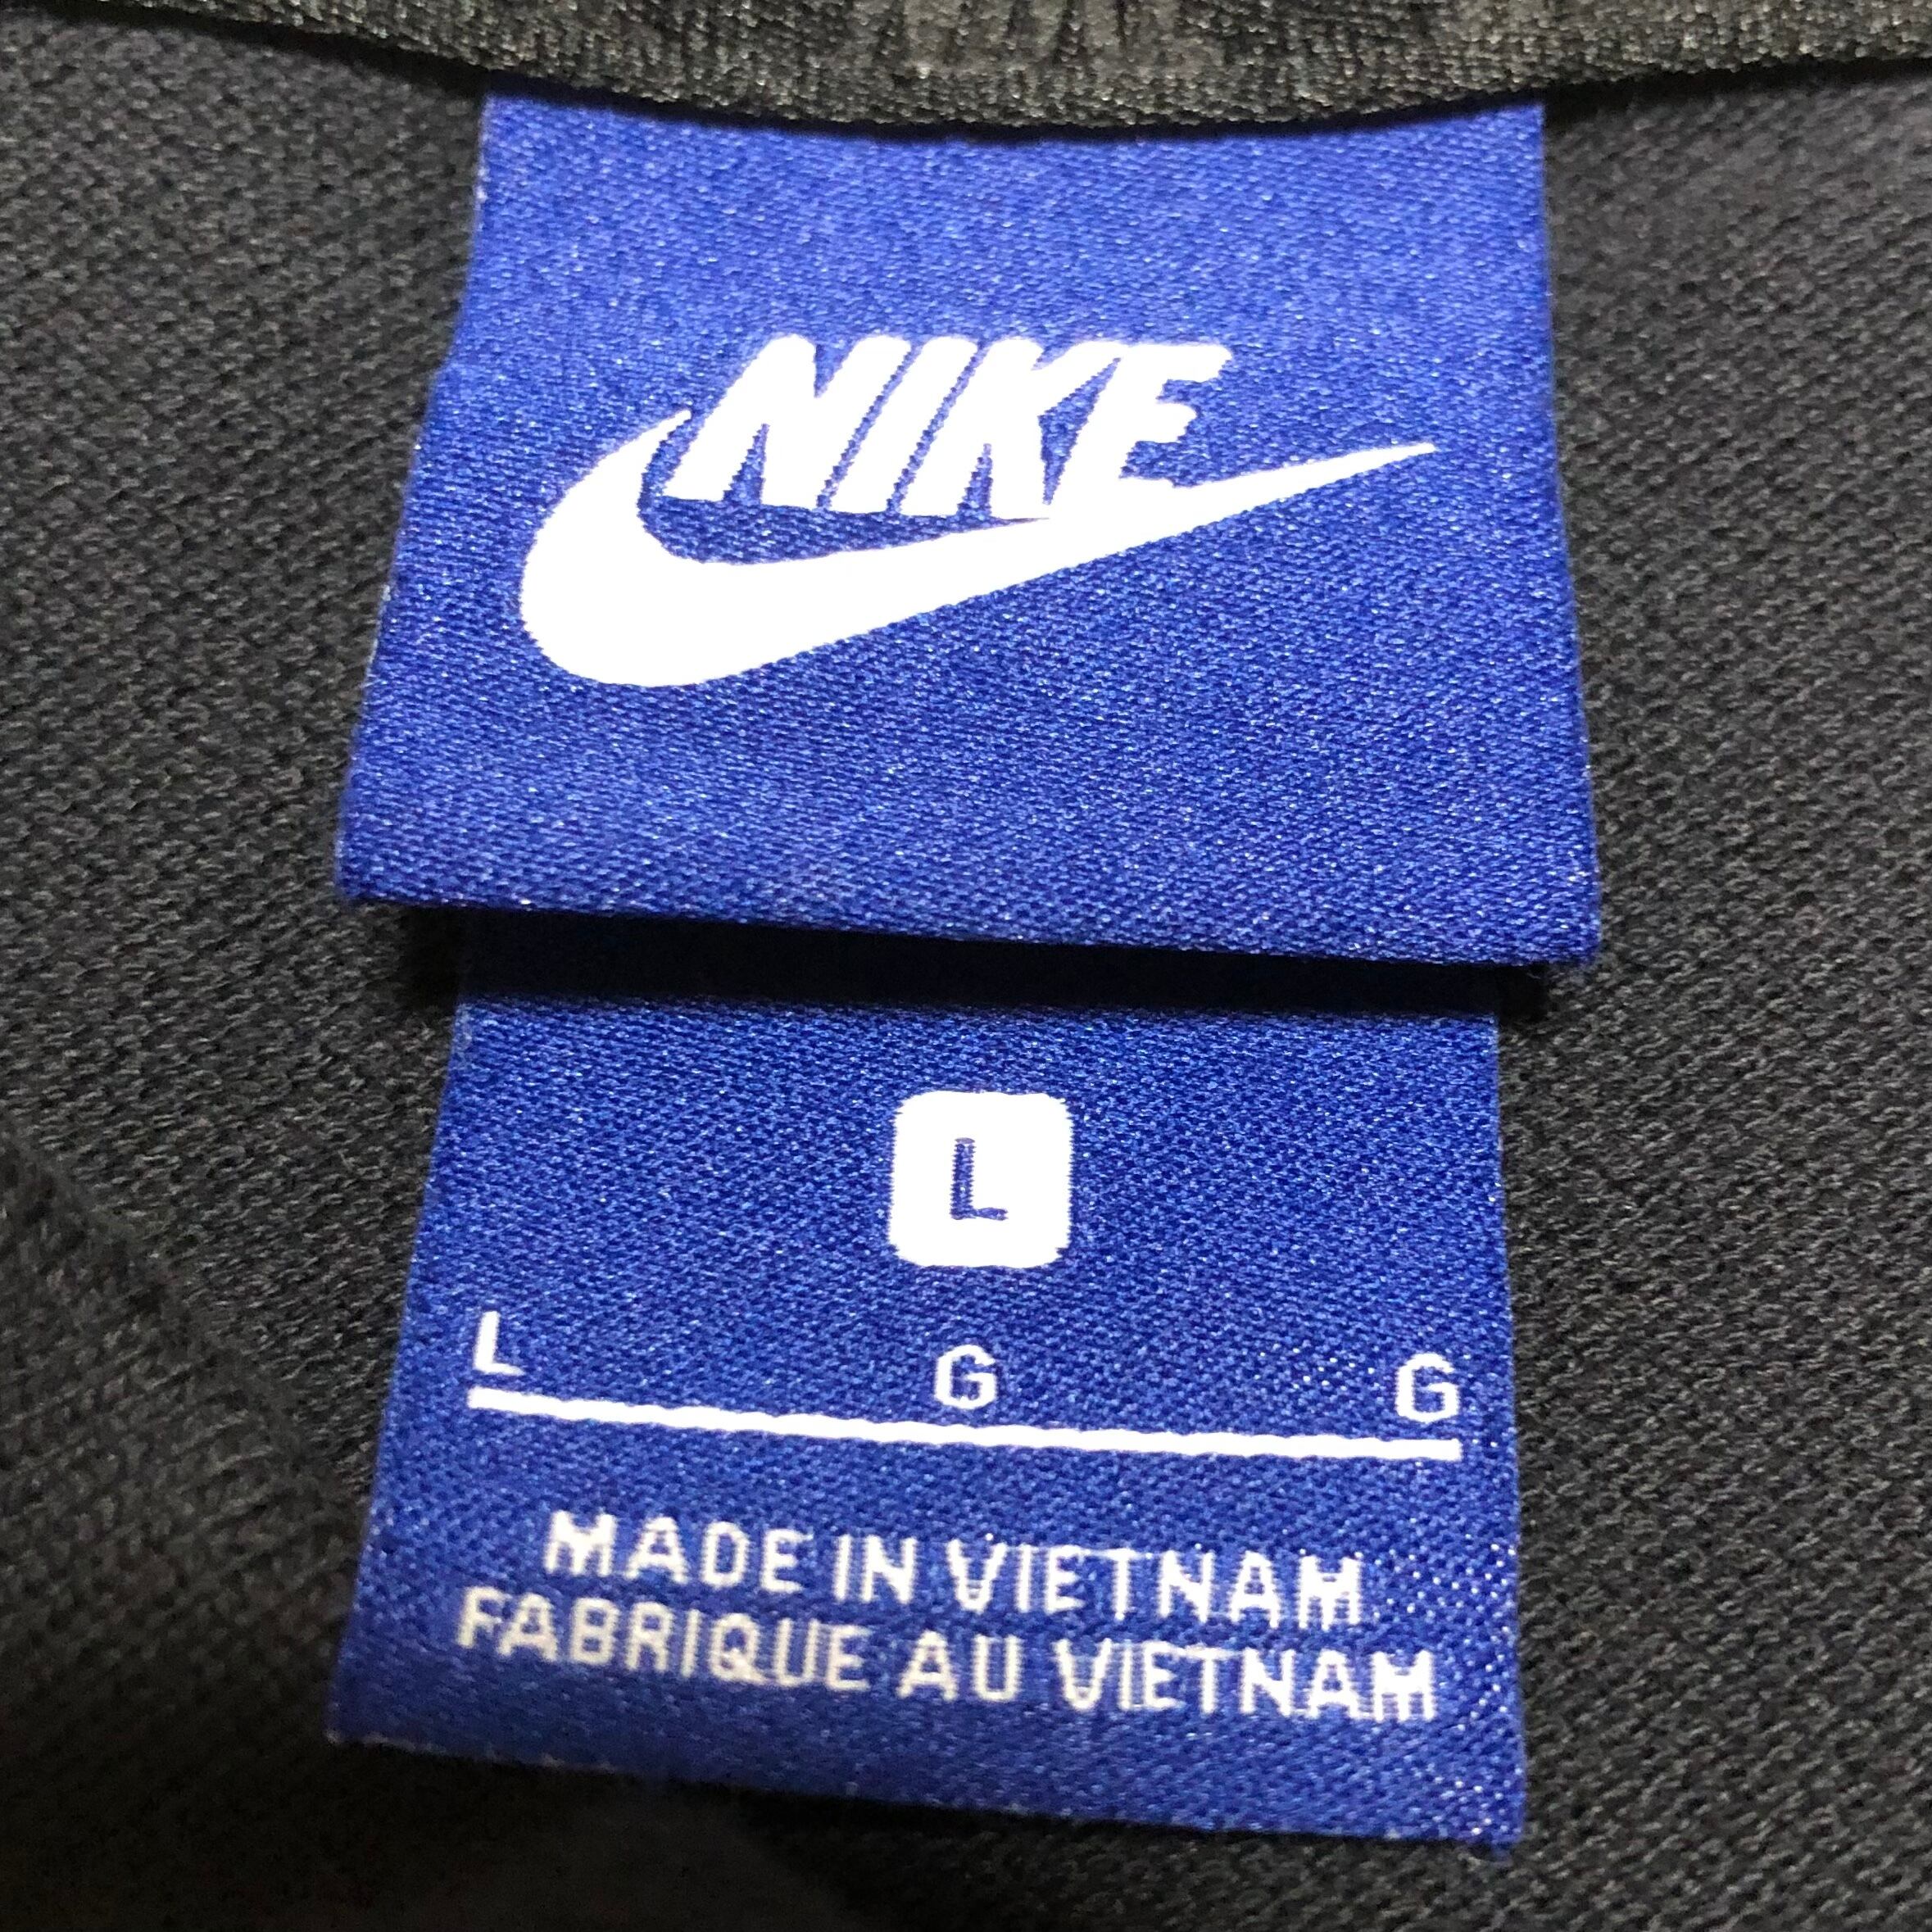 NIKE
L
L G G
MADE IN VIETNAM
FABRIQUE AU VIETNAM